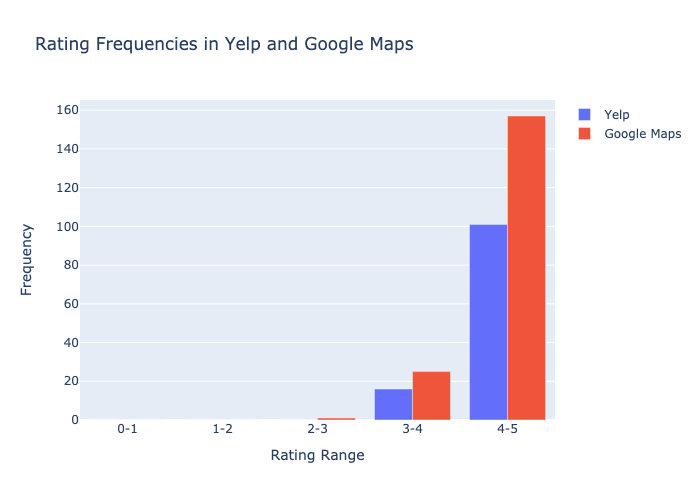 Rating Frequencies in Yelp and Google Maps
Yelp
Google Maps
160
140
120
100
80
60
40
20
0
Frequency
0-1 1-2 2-3 3-4 4-5
Rating Range